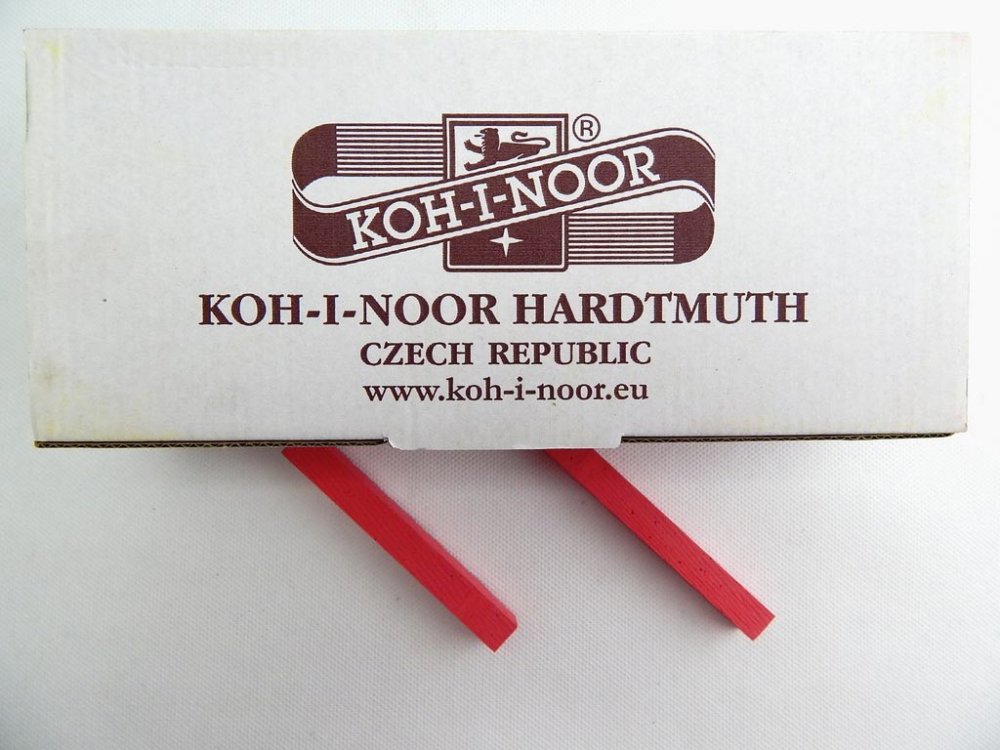 ®
KOH-I-NOOR
KOH-I-NOOR HARDTMUTH
CZECH REPUBLIC
www.koh-i-noor.eu